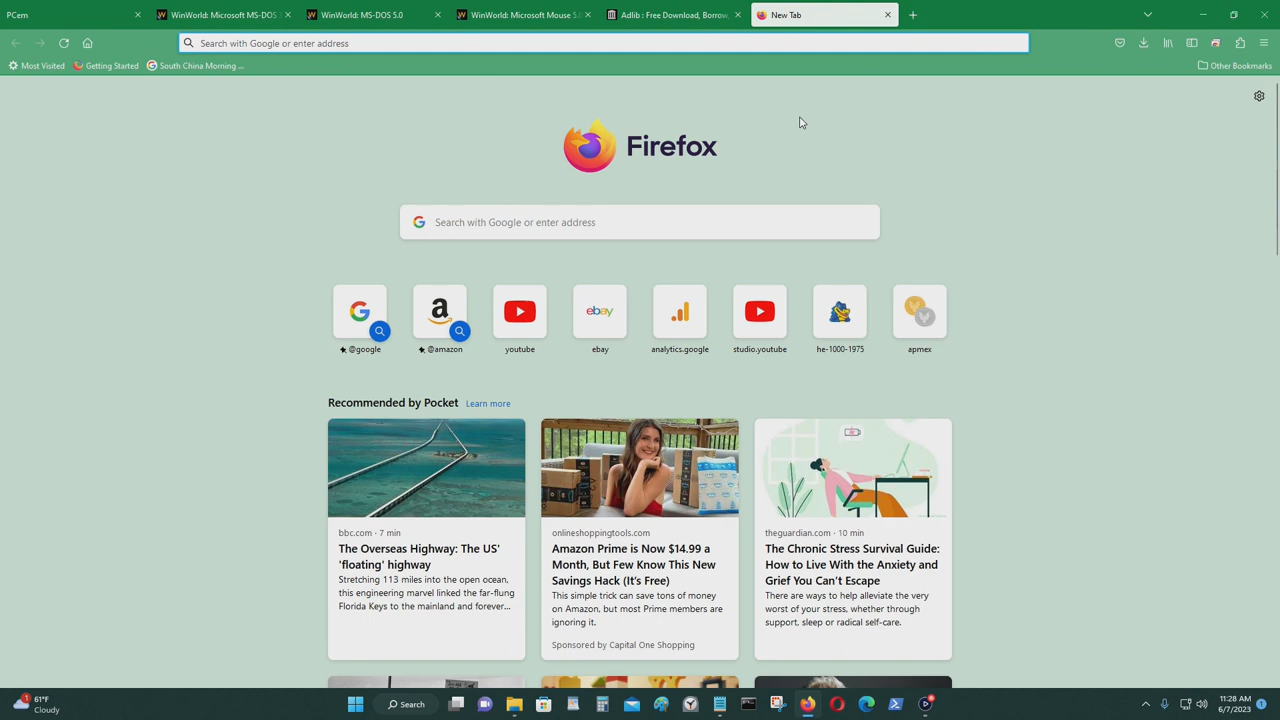 PCem
WinWorld: Microsoft MS-DOS
WinWorld: MS-DOS 5.0
WinWorld: Microsoft Mouse 5.0
Adlib : Free Download, Borrow,
New Tab
Search with Google or enter address
Most Visited
Getting Started
South China Morning ...
Other Bookmarks
Firefox
Search with Google or enter address
@google
@amazon
youtube
ebay
analytics.google
studio.youtube
he-1000-1975
apmex
Recommended by Pocket Learn more
bbc.com · 7 min
The Overseas Highway: The US'
'floating' highway
Stretching 113 miles into the open ocean,
this engineering marvel linked the far-flung
Florida Keys to the mainland and forever...
onlineshoppingtools.com
Amazon Prime is Now $14.99 a
Month, But Few Know This New
Savings Hack (It's Free)
This simple trick can save tons of money
on Amazon, but most Prime members are
ignoring it.
Sponsored by Capital One Shopping
theguardian.com · 10 min
The Chronic Stress Survival Guide:
How to Live With the Anxiety and
Grief You Can't Escape
There are ways to help alleviate the very
worst of your stress, whether through
support, sleep or radical self-care.
1
61°F
Cloudy
Search
11:28 AM
6/7/2023